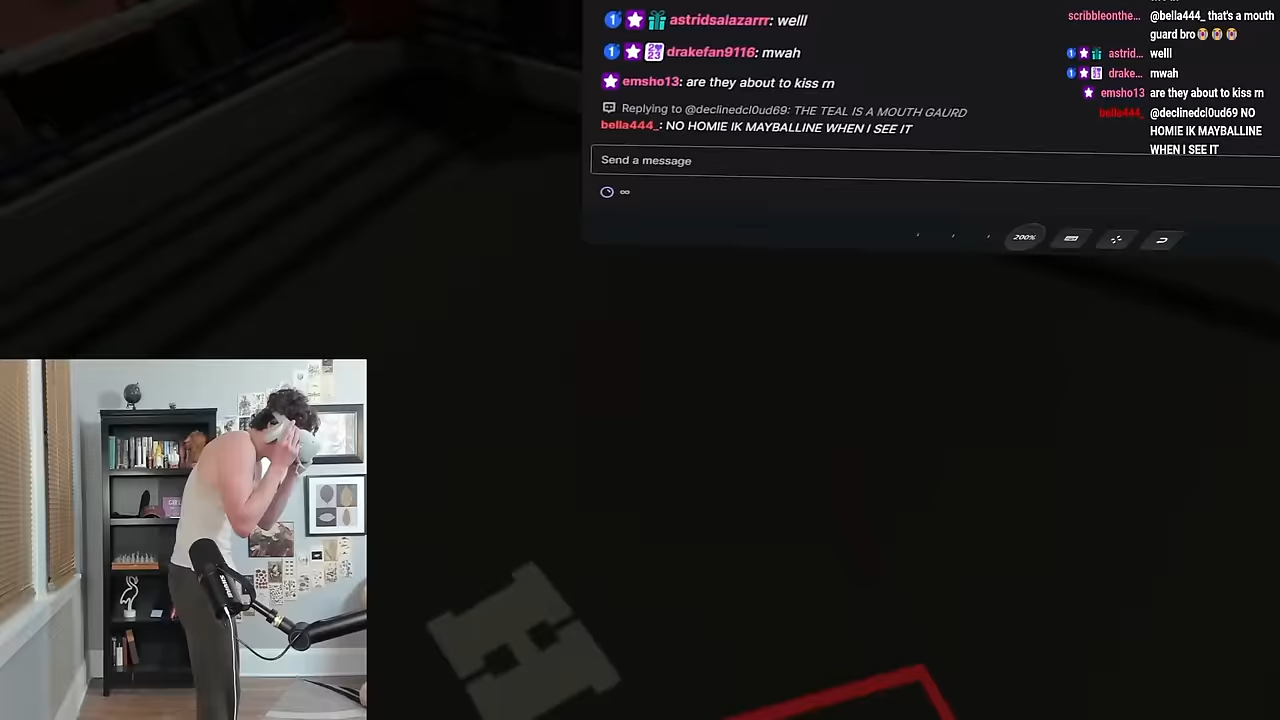 astridsalazarrr: welll
drakefan9116: mwah
emsho13: are they about to kiss rn
Replying to @declinedcl0ud69: THE TEAL IS A MOUTH GAURD
bella444_: NO HOMIE IK MAYBALLINE WHEN I SEE IT
Send a message
∞
200%
scribbleonthe... @bella444_ that's a mouth
guard bro
astrid... welll
drake... mwah
emsho13 are they about to kiss rn
bella444_ @declinedcl0ud69 NO
HOMIE IK MAYBALLINE
WHEN I SEE IT